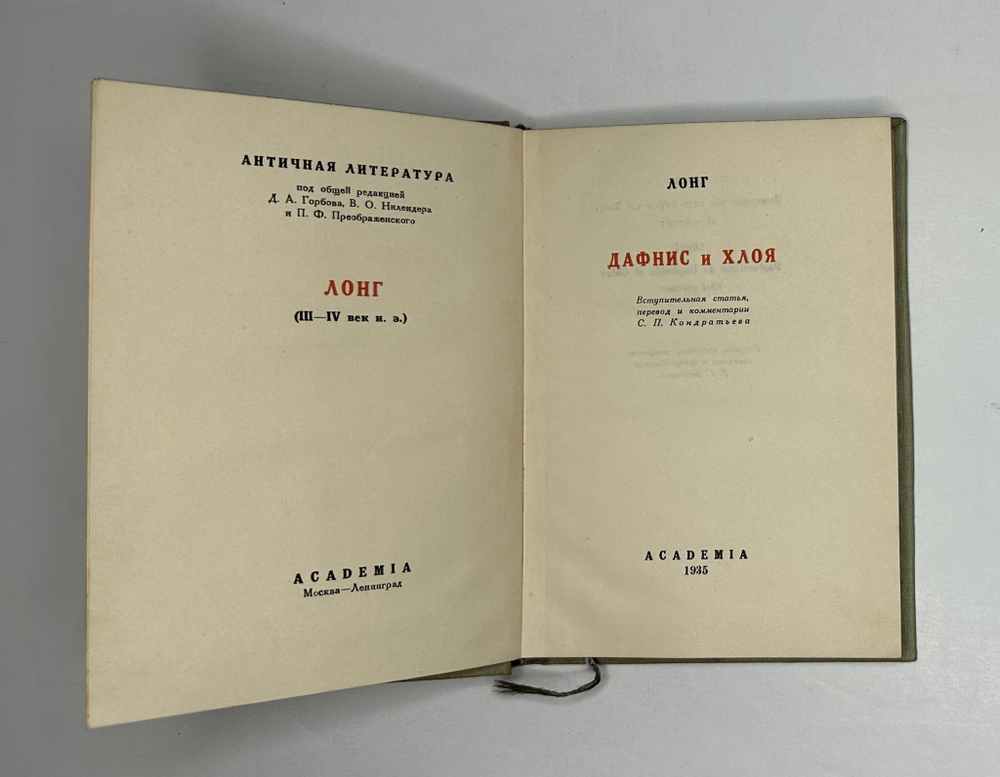 АНТИЧНАЯ ЛИТЕРАТУРА
под общей редакцией
Д. А. Горбова, В. О. Нилендера
и П. Ф. Преображенского
ЛОНГ
(III—IV век н. э.)
ACADEMIA
Москва—Ленинград
ЛОНГ
ДАФНИС и ХЛОЯ
Вступительная статья,
перевод и комментарии
С. П. Кондратьева
ACADEMIA
1935